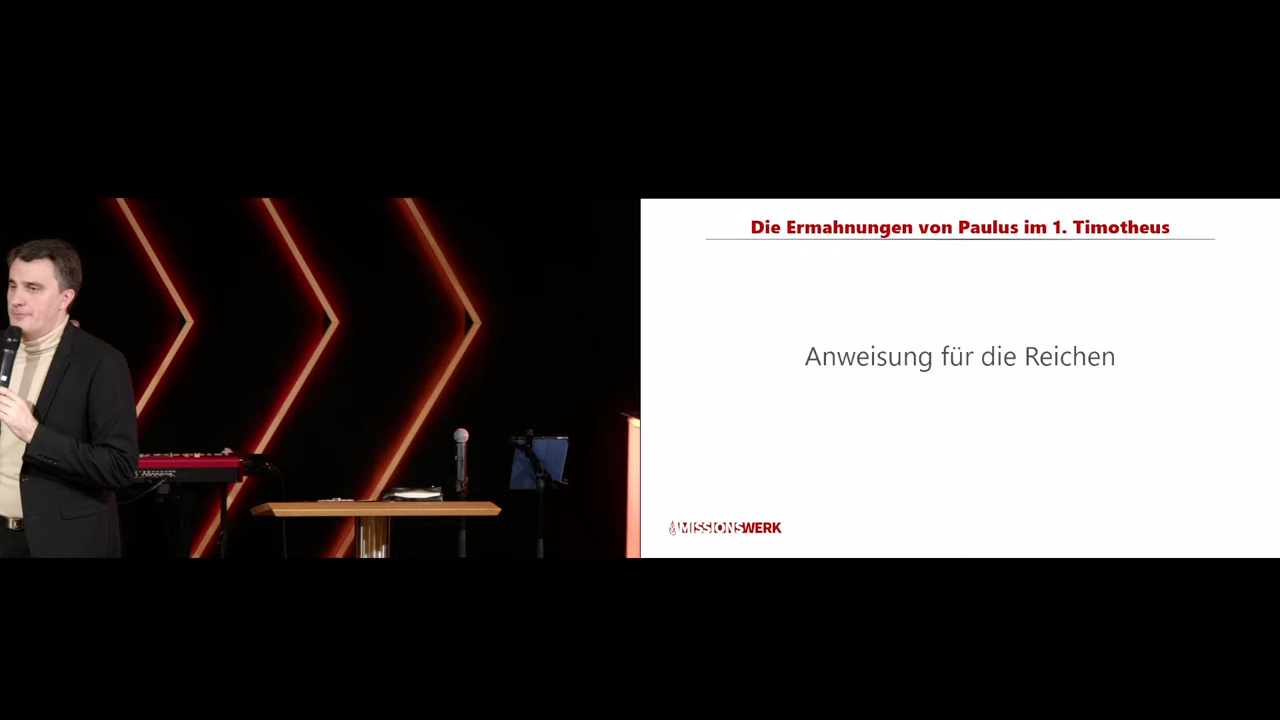 Die Ermahnungen von Paulus im 1. Timotheus
Anweisung für die Reichen
MISSIONSWERK